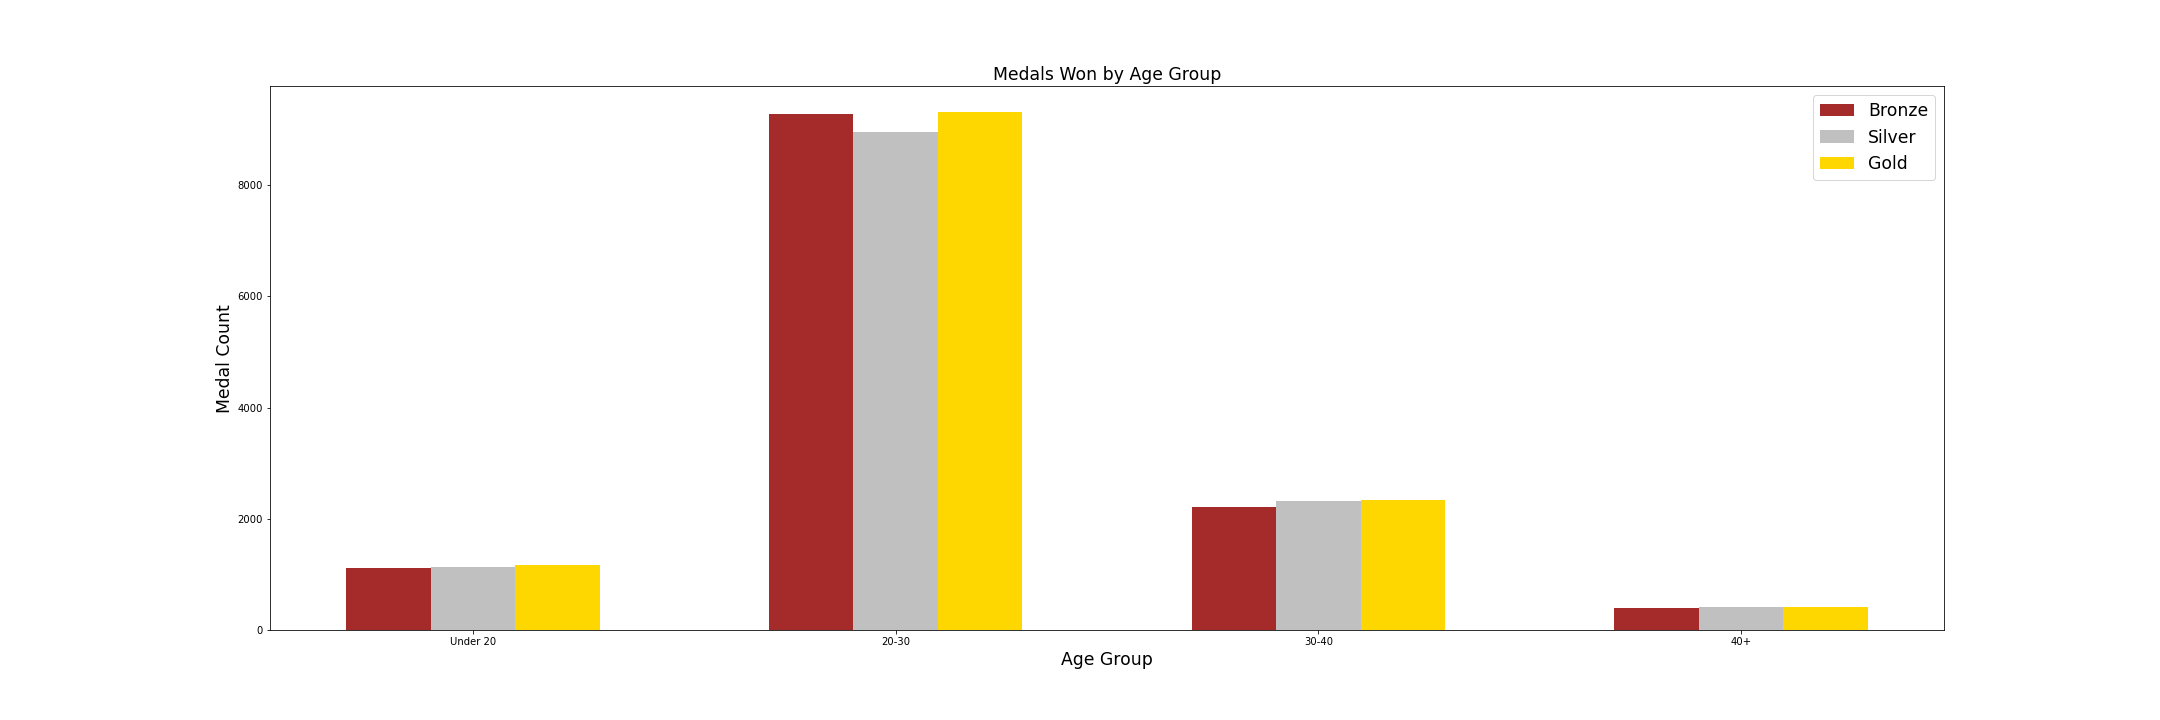 Medals Won by Age Group
Bronze
Silver
Gold
8000
6000
4000
2000
0
Medal Count
Under 20
20-30
30-40
40+
Age Group